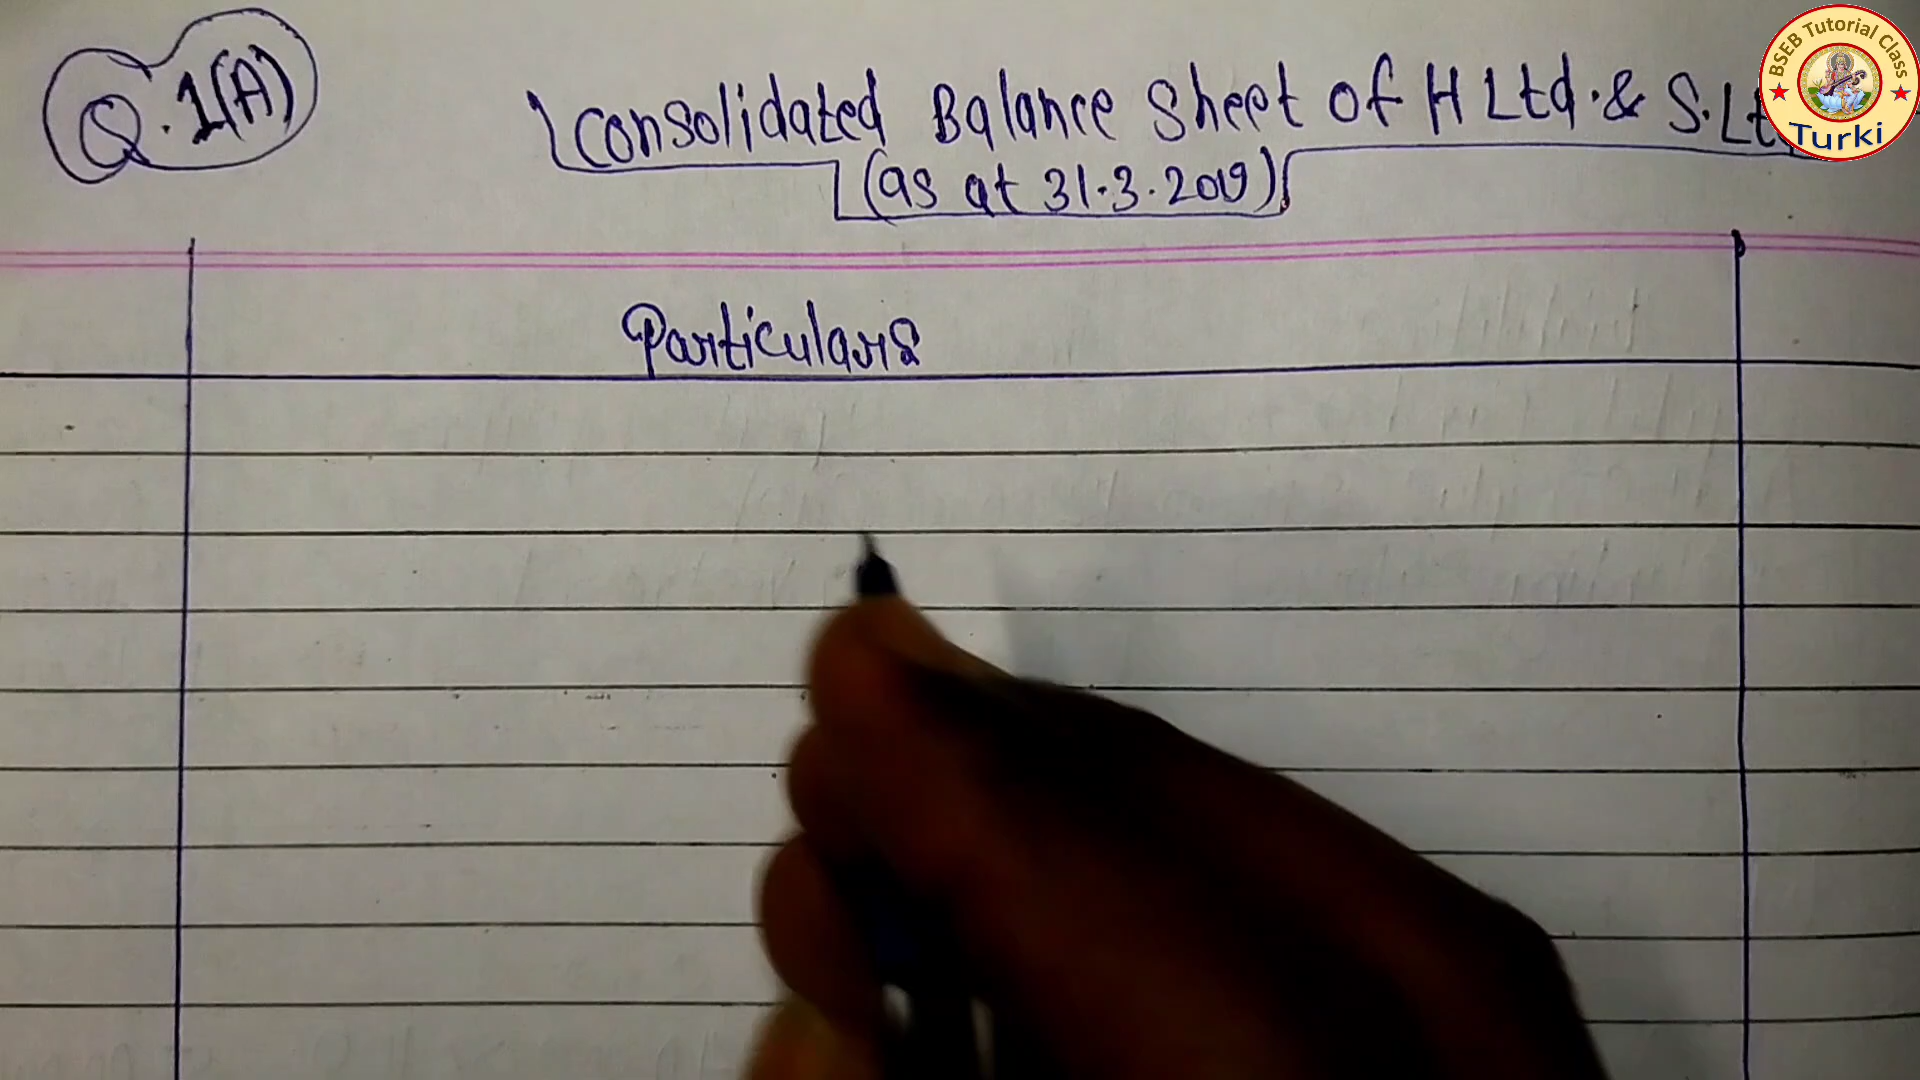 Q.1(A)
Consolidated Balance Sheet of H Ltd. & S. Lt
(as at 31.3.2019)
Particulars
BSEB Tutorial Class
Turki